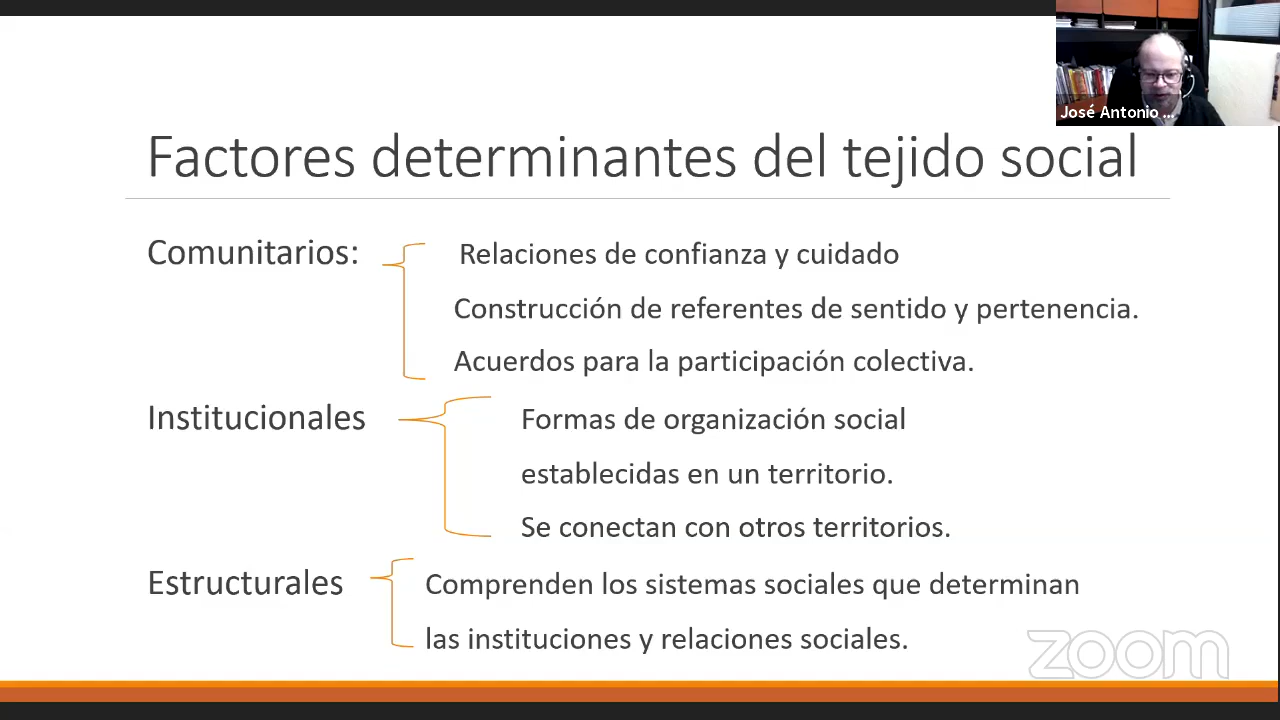 José Antonio ...
Factores determinantes del tejido social
Comunitarios:
Relaciones de confianza y cuidado
Construcción de referentes de sentido y pertenencia.
Acuerdos para la participación colectiva.
Institucionales
Formas de organización social
establecidas en un territorio.
Se conectan con otros territorios.
Estructurales
Comprenden los sistemas sociales que determinan
las instituciones y relaciones sociales.
zoom